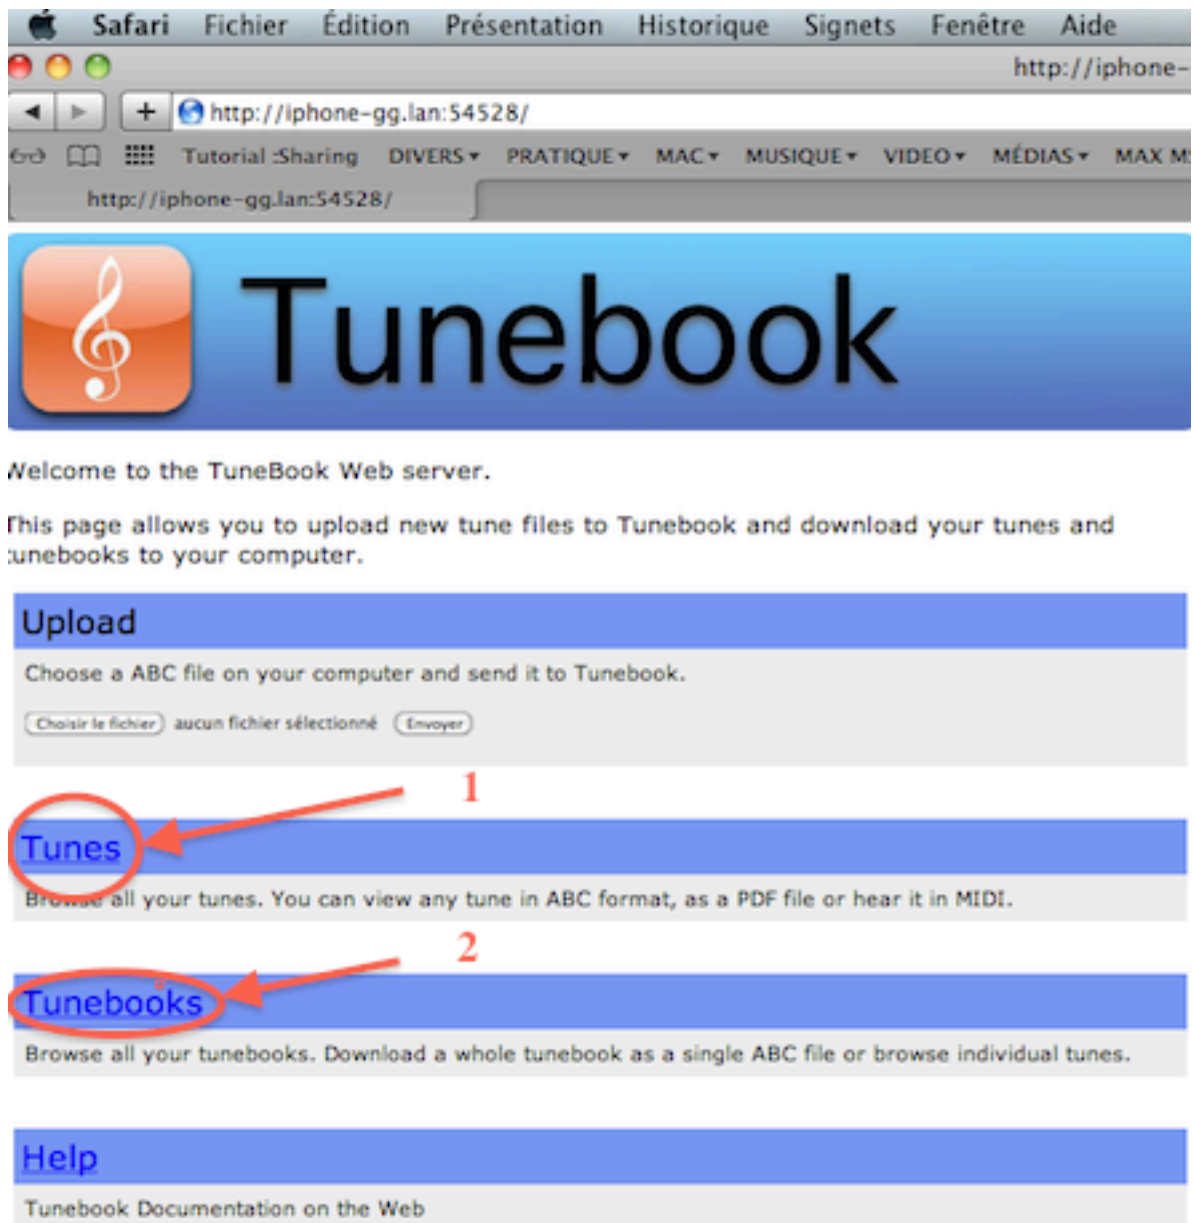 Safari Fichier Édition Présentation Historique Signets Fenêtre Aide
http://iphone-
http://iphone-gg.lan:54528/
Tutorial :Sharing DIVERS PRATIQUE MAC MUSIQUE VIDEO MÉDIAS MAX MS
http://iphone-gg.lan:54528/
Tunebook
Welcome to the TuneBook Web server.
This page allows you to upload new tune files to Tunebook and download your tunes and
tunebooks to your computer.
Upload
Choose a ABC file on your computer and send it to Tunebook.
Choisir le fichier aucun fichier sélectionné Envoyer
1
Tunes
Browse all your tunes. You can view any tune in ABC format, as a PDF file or hear it in MIDI.
2
Tunebooks
Browse all your tunebooks. Download a whole tunebook as a single ABC file or browse individual tunes.
Help
Tunebook Documentation on the Web